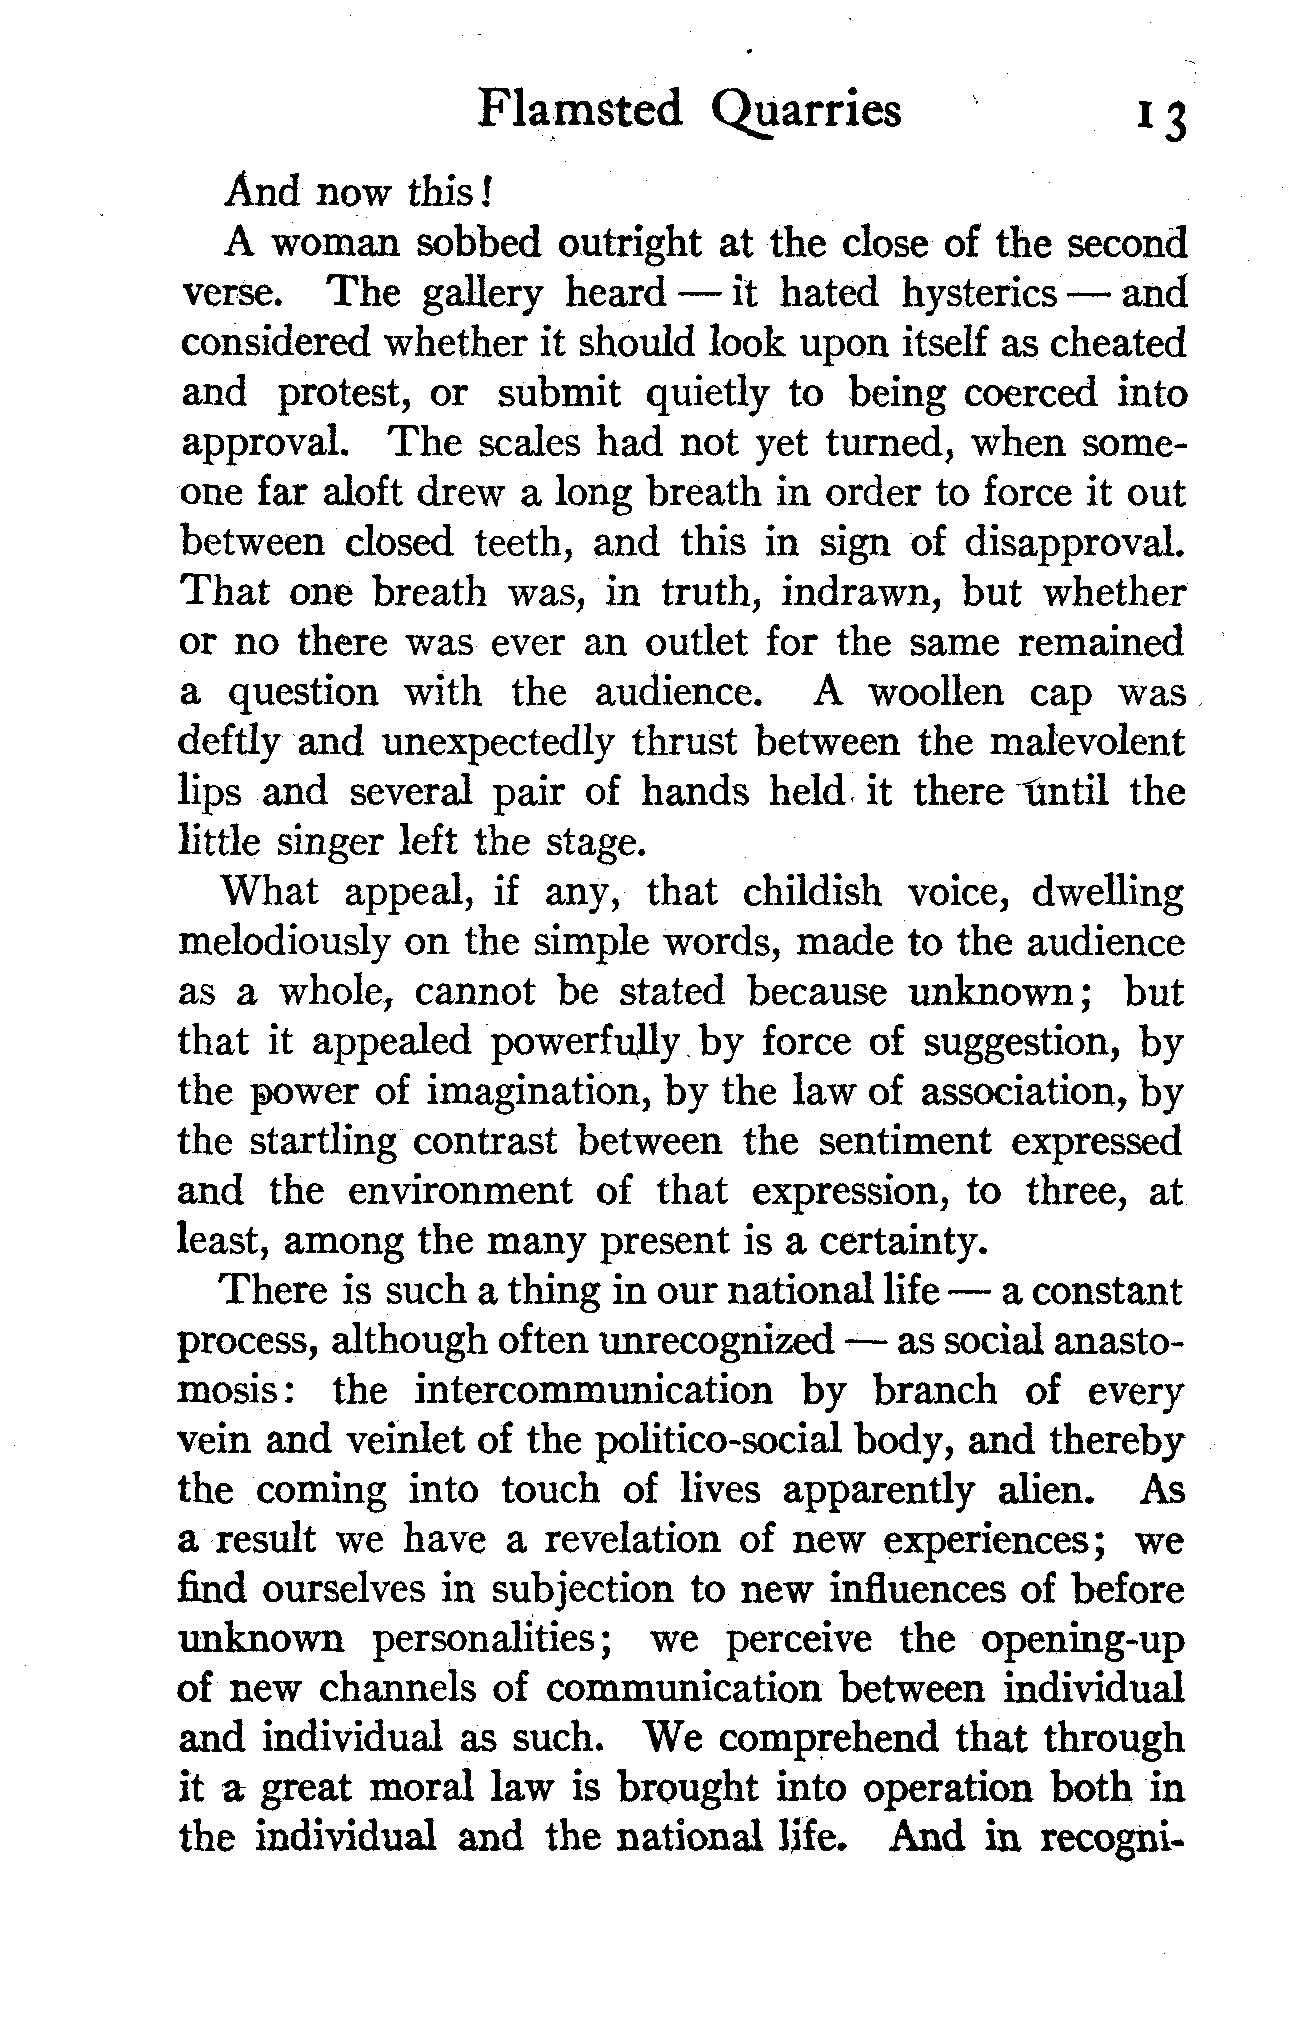 Flamsted Quarries 13
And now this!
A woman sobbed outright at the close of the second
verse. The gallery heard — it hated hysterics — and
considered whether it should look upon itself as cheated
and protest, or submit quietly to being coerced into
approval. The scales had not yet turned, when some-
one far aloft drew a long breath in order to force it out
between closed teeth, and this in sign of disapproval.
That one breath was, in truth, indrawn, but whether
or no there was ever an outlet for the same remained
a question with the audience. A woollen cap was
deftly and unexpectedly thrust between the malevolent
lips and several pair of hands held it there until the
little singer left the stage.
What appeal, if any, that childish voice, dwelling
melodiously on the simple words, made to the audience
as a whole, cannot be stated because unknown; but
that it appealed powerfully by force of suggestion, by
the power of imagination, by the law of association, by
the startling contrast between the sentiment expressed
and the environment of that expression, to three, at
least, among the many present is a certainty.
There is such a thing in our national life — a constant
process, although often unrecognized — as social anasto-
mosis: the intercommunication by branch of every
vein and veinlet of the politico-social body, and thereby
the coming into touch of lives apparently alien. As
a result we have a revelation of new experiences; we
find ourselves in subjection to new influences of before
unknown personalities; we perceive the opening-up
of new channels of communication between individual
and individual as such. We comprehend that through
it a great moral law is brought into operation both in
the individual and the national life. And in recogni-